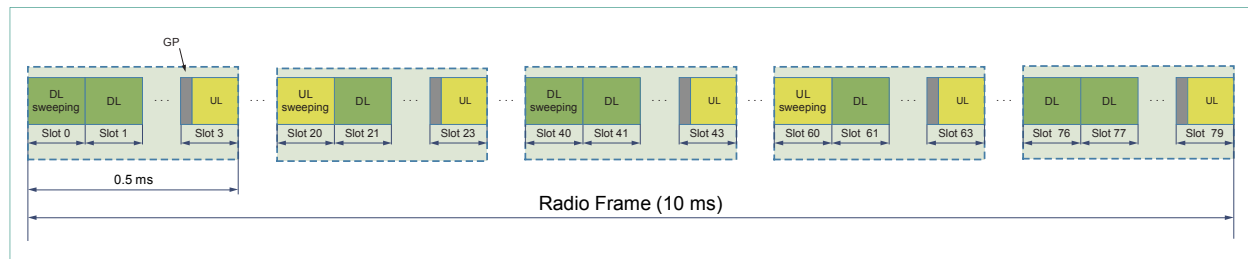 GP
DL
sweeping
DL
· · ·
UL
· · ·
UL
sweeping
DL
· · ·
UL
· · ·
DL
sweeping
DL
· · ·
UL
· · ·
UL
sweeping
DL
· · ·
UL
· · ·
DL
DL
· · ·
UL
Slot 0
Slot 1
Slot 3
Slot 20
Slot 21
Slot 23
Slot 40
Slot 41
Slot 43
Slot 60
Slot 61
Slot 63
Slot 76
Slot 77
Slot 79
0.5 ms
Radio Frame (10 ms)